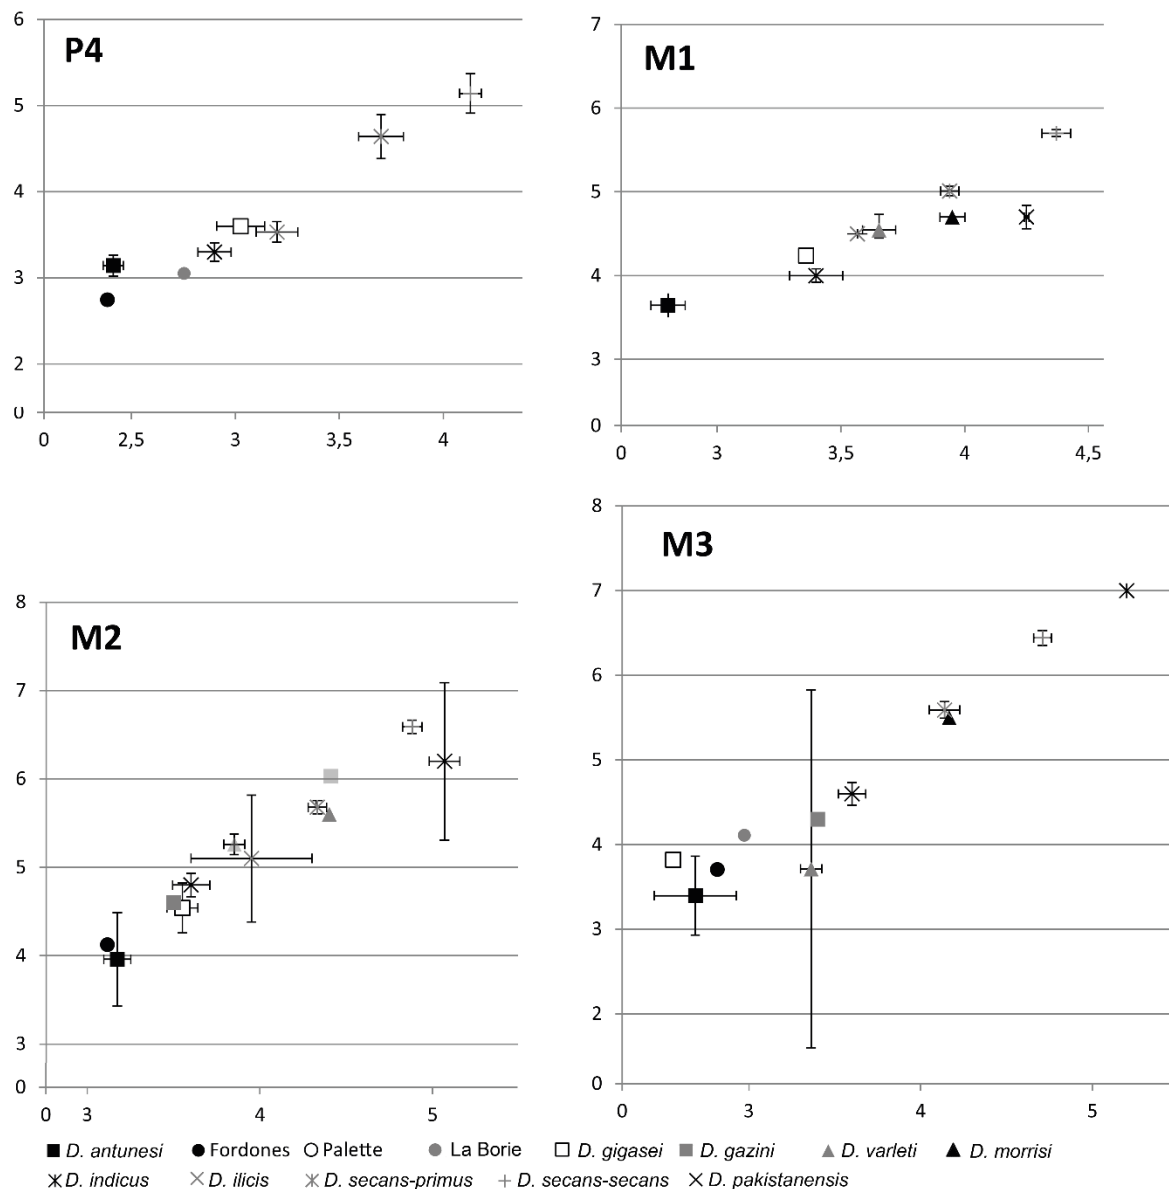 P4
6
5
4
3
2
0
0 2,5 3 3,5 4
M1
7
6
5
4
3
0
0 3 3,5 4 4,5
M2
8
7
6
5
4
3
0
0 3 4 5
M3
8
7
6
5
4
3
2
0
0 3 4 5
D. antunesi Fordones Palette La Borie D. gigasei D. gazini D. varleti D. morrisi
D. indicus D. ilicis D. secans-primus D. secans-secans D. pakistanensis